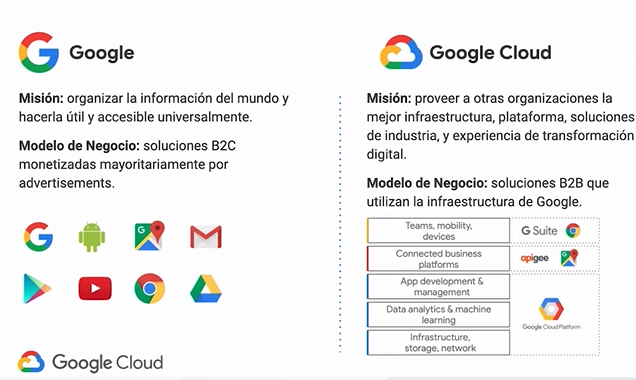 Google
Misión: organizar la información del mundo y
hacerla útil y accesible universalmente.
Modelo de Negocio: soluciones B2C
monetizadas mayoritariamente por
advertisements.
Google Cloud
Google Cloud
Misión: proveer a otras organizaciones la
mejor infraestructura, plataforma, soluciones
de industria, y experiencia de transformación
digital.
Modelo de Negocio: soluciones B2B que
utilizan la infraestructura de Google.
Teams, mobility,
devices
G Suite
Connected business
platforms
apigee
App development &
management
Data analytics & machine
learning
Infrastructure,
storage, network
Google Cloud Platform